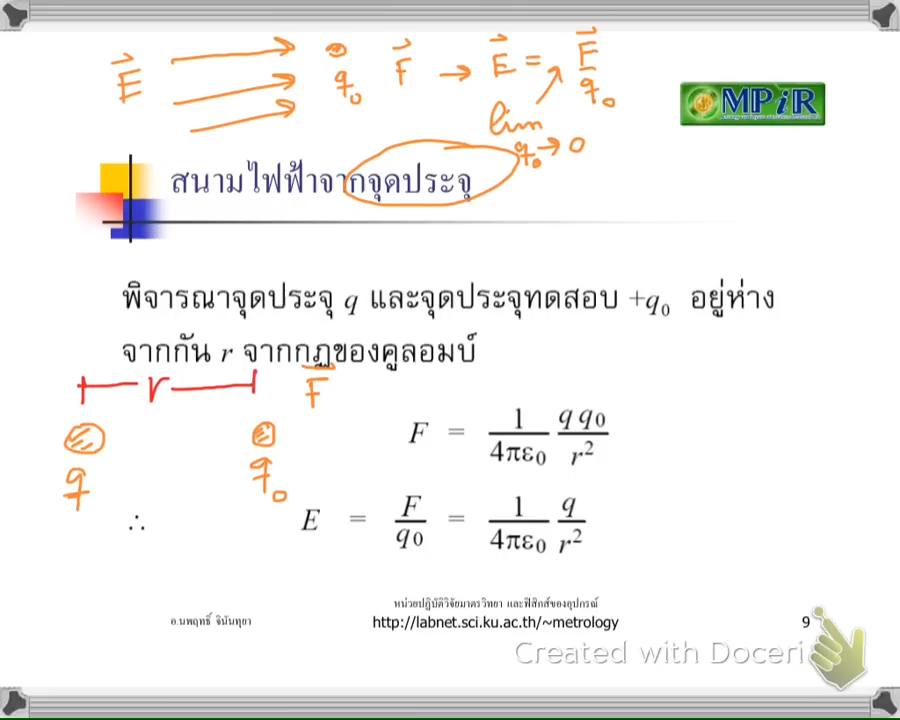 E → F → E = F/q₀
q₀
lim q₀→0
MPiR
สนามไฟฟ้าจากจุดประจุ
พิจารณาจุดประจุ q และจุดประจุทดสอบ +q₀ อยู่ห่าง
จากกัน r จากกฏของคูลอมบ์
r F
F = 1/4πε₀ q q₀/r²
q q₀
∴ E = F/q₀ = 1/4πε₀ q/r²
หน่วยปฏิบัติวิจัยมาตรวิทยา และฟิสิกส์ของอุปกรณ์
อ.นพฤทธิ์ จินันทุยา http://labnet.sci.ku.ac.th/~metrology 9
Created with Doceri